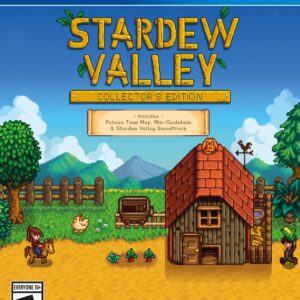 STARDEW
VALLEY
COLLECTOR'S EDITION
- Includes -
Pelican Town Map, Mini-Guidebook
& Stardew Valley Soundtrack
EVERYONE 10+